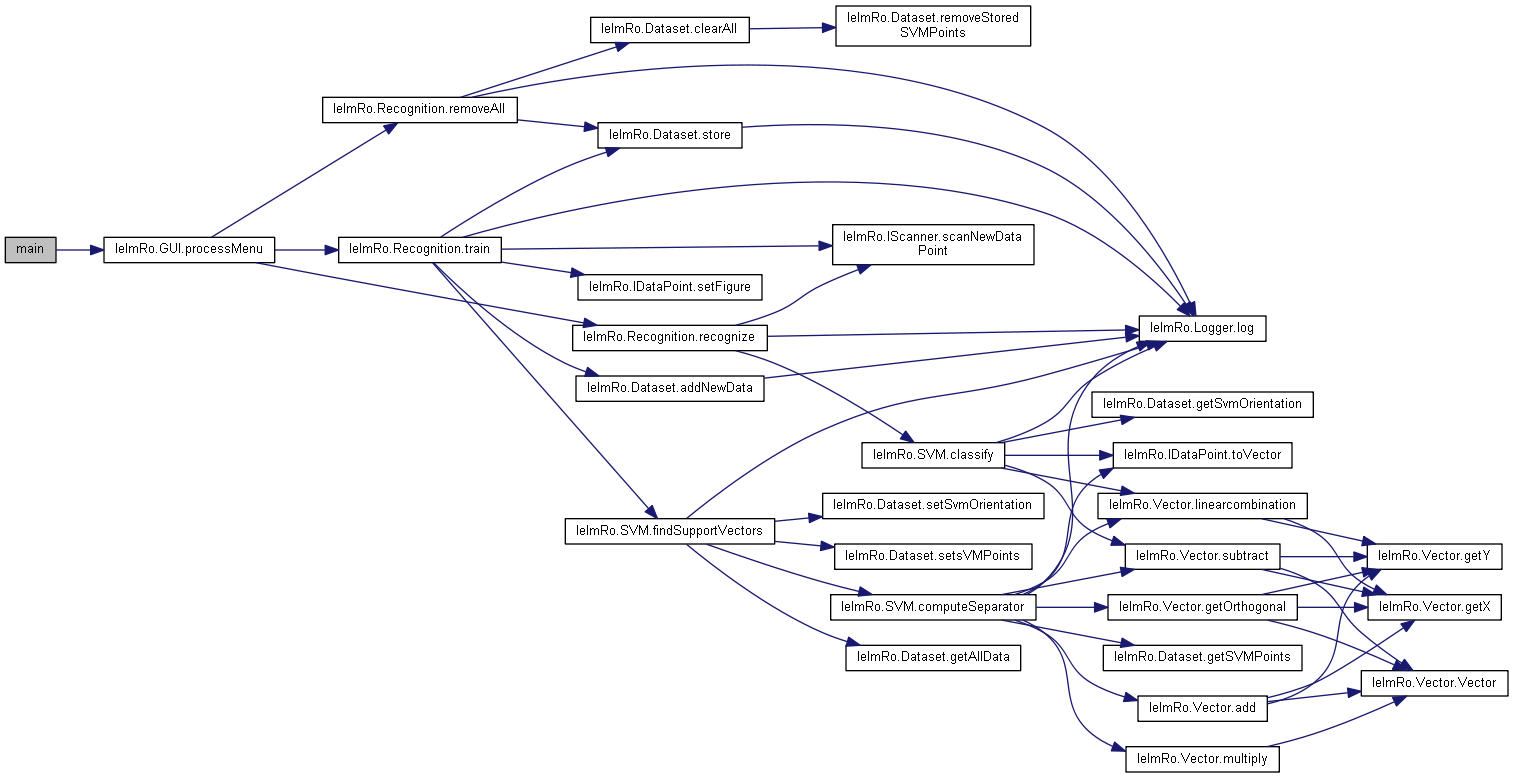 leImRo.Dataset.removeStored
SVMPoints
leImRo.Dataset.clearAll
leImRo.Recognition.removeAll
leImRo.Dataset.store
main
leImRo.GUI.processMenu
leImRo.Recognition.train
leImRo.IScanner.scanNewData
Point
leImRo.IDataPoint.setFigure
leImRo.Recognition.recognize
leImRo.Logger.log
leImRo.Dataset.addNewData
leImRo.Dataset.getSvmOrientation
leImRo.SVM.classify
leImRo.IDataPoint.toVector
leImRo.Dataset.setSvmOrientation
leImRo.Vector.linearcombination
leImRo.SVM.findSupportVectors
leImRo.Dataset.setsVMPoints
leImRo.Vector.subtract
leImRo.Vector.getY
leImRo.SVM.computeSeparator
leImRo.Vector.getOrthogonal
leImRo.Vector.getX
leImRo.Dataset.getAllData
leImRo.Dataset.getSVMPoints
leImRo.Vector.Vector
leImRo.Vector.add
leImRo.Vector.multiply